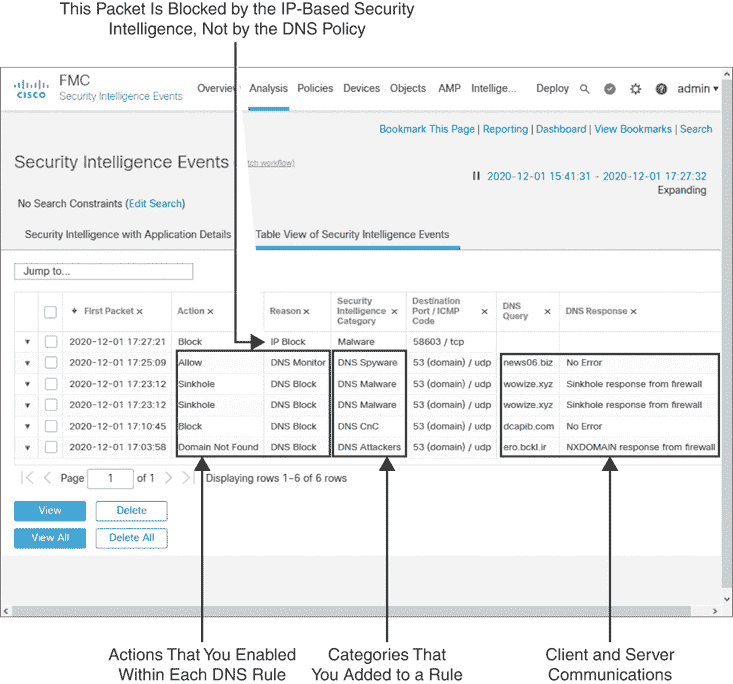 This Packet Is Blocked by the IP-Based Security
Intelligence, Not by the DNS Policy
cisco
FMC
Security Intelligence Events
Overview
Analysis
Policies
Devices
Objects
AMP
Intellige...
Deploy
admin
Bookmark This Page | Reporting | Dashboard | View Bookmarks | Search
Security Intelligence Events
tch workflow)
2020-12-01 15:41:31 - 2020-12-01 17:27:32
Expanding
No Search Constraints (Edit Search)
Security Intelligence with Application Details
Table View of Security Intelligence Events
Jump to...
First Packet × Action × Reason × Security Intelligence Category × Destination Port / ICMP Code × DNS Query × DNS Response ×
2020-12-01 17:27:21 Block IP Block Malware 58603 / tcp
2020-12-01 17:25:09 Allow DNS Monitor DNS Spyware 53 (domain) / udp news06.biz No Error
2020-12-01 17:23:12 Sinkhole DNS Block DNS Malware 53 (domain) / udp wowize.xyz Sinkhole response from firewall
2020-12-01 17:23:12 Sinkhole DNS Block DNS Malware 53 (domain) / udp wowize.xyz Sinkhole response from firewall
2020-12-01 17:10:45 Block DNS Block DNS CnC 53 (domain) / udp dcapib.com No Error
2020-12-01 17:03:58 Domain Not Found DNS Block DNS Attackers 53 (domain) / udp ero.bckl.ir NXDOMAIN response from firewall
Page 1 of 1 Displaying rows 1-6 of 6 rows
View
Delete
View All
Delete All
Actions That You Enabled
Within Each DNS Rule
Categories That
You Added to a Rule
Client and Server
Communications